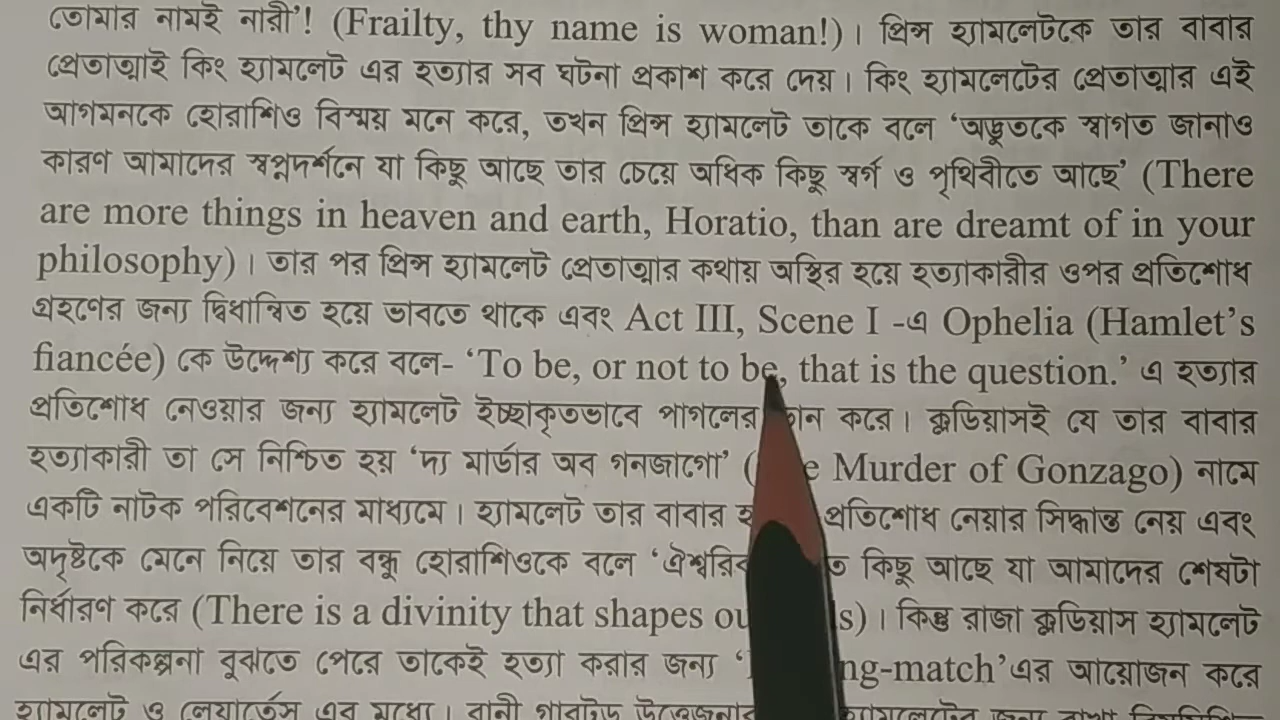 তোমার নামই নারী’! (Frailty, thy name is woman!)। প্রিন্স হ্যামলেটকে তার বাবার
প্রেতাত্মাই কিং হ্যামলেট এর হত্যার সব ঘটনা প্রকাশ করে দেয়। কিং হ্যামলেটের প্রেতাত্মার এই
আগমনকে হোরাশিও বিস্ময় মনে করে, তখন প্রিন্স হ্যামলেট তাকে বলে ‘অদ্ভুতকে স্বাগত জানাও
কারণ আমাদের স্বপ্নদর্শনে যা কিছু আছে তার চেয়ে অধিক কিছু স্বর্গ ও পৃথিবীতে আছে’ (There
are more things in heaven and earth, Horatio, than are dreamt of in your
philosophy)। তার পর প্রিন্স হ্যামলেট প্রেতাত্মার কথায় অস্থির হয়ে হত্যাকারীর ওপর প্রতিশোধ
গ্রহণের জন্য দ্বিধান্বিত হয়ে ভাবতে থাকে এবং Act III, Scene I -এ Ophelia (Hamlet’s
fiancée) কে উদ্দেশ্য করে বলে- ‘To be, or not to be, that is the question.’ এ হত্যার
প্রতিশোধ নেওয়ার জন্য হ্যামলেট ইচ্ছাকৃতভাবে পাগলের করে। ক্লডিয়াসই যে তার বাবার
হত্যাকারী তা সে নিশ্চিত হয় ‘দ্য মার্ডার অব গনজাগো’ ( Murder of Gonzago) নামে
একটি নাটক পরিবেশনের মাধ্যমে। হ্যামলেট তার বাবার প্রতিশোধ নেয়ার সিদ্ধান্ত নেয় এবং
অদৃষ্টকে মেনে নিয়ে তার বন্ধু হোরাশিওকে বলে ‘ কিছু আছে যা আমাদের শেষটা
নির্ধারণ করে (There is a divinity that shapes )। কিন্তু রাজা ক্লডিয়াস হ্যামলেট
এর পরিকল্পনা বুঝতে পেরে তাকেই হত্যা করার জন্য ‘ ng-match’এর আয়োজন করে
হ্যামলেট ও লেয়ার্তেস এর মধ্যে। রানী